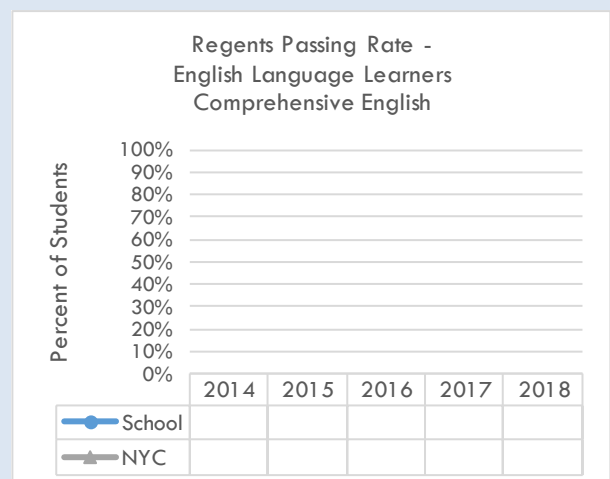 Regents Passing Rate -
English Language Learners
Comprehensive English
Percent of Students
100%
90%
80%
70%
60%
50%
40%
30%
20%
10%
0%
2014 2015 2016 2017 2018
School
NYC